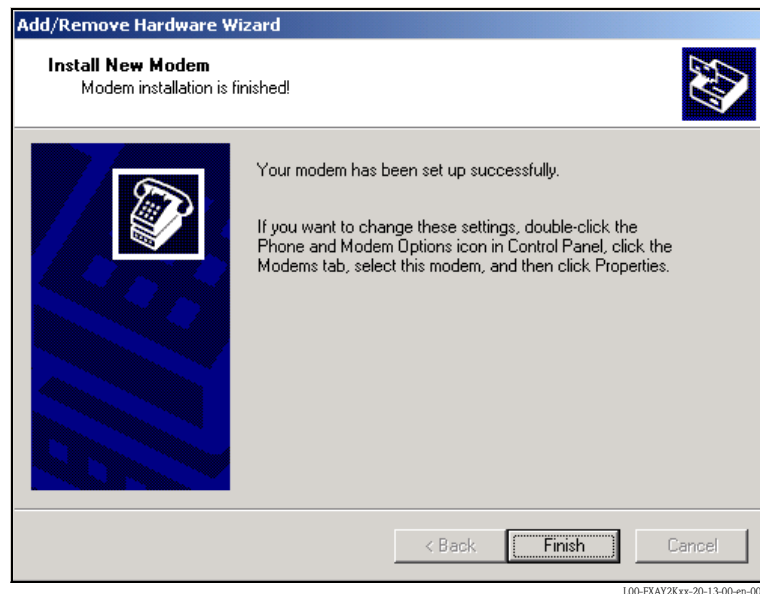 Add/Remove Hardware Wizard
Install New Modem
Modem installation is finished!
Your modem has been set up successfully.
If you want to change these settings, double-click the
Phone and Modem Options icon in Control Panel, click the
Modems tab, select this modem, and then click Properties.
< Back
Finish
Cancel
L00-FXAY2Kxx-20-13-00-en-00